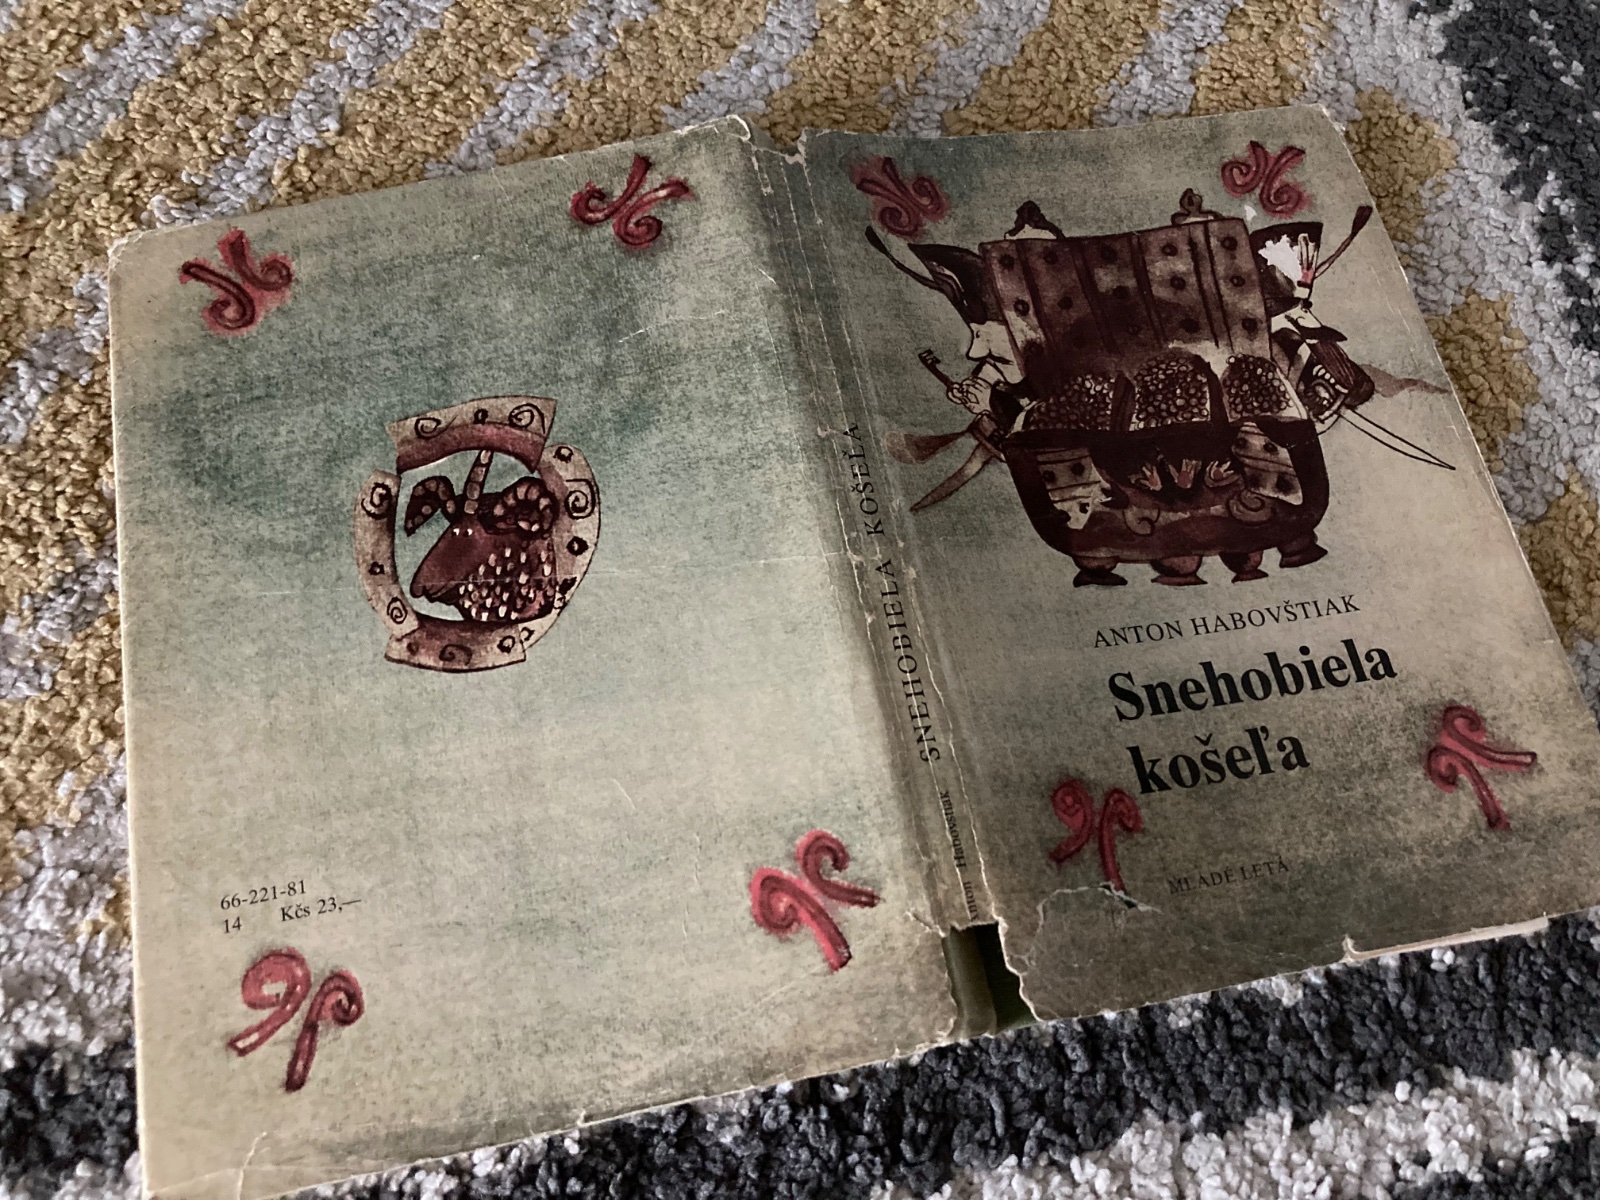 ANTON HABOVŠTIAK
Snehobiela
košeľa
MLADÉ LETÁ
SNEHOBIELA KOŠEĽA
Anton Habovštiak
66-221-81
14 Kčs 23,—